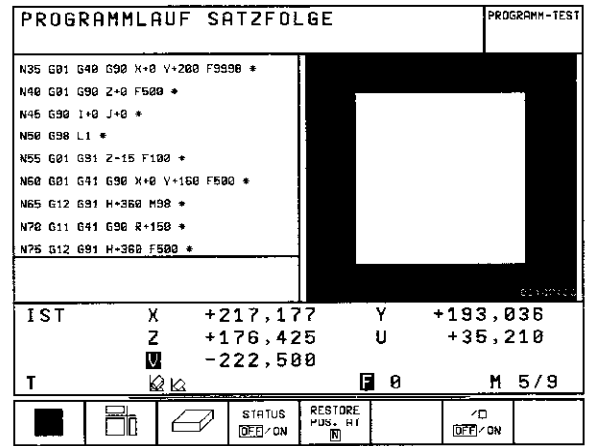 PROGRAMMLAUF SATZFOLGE
PROGRAMM-TEST
N35 G01 G40 G90 X+0 Y+200 F9998 *
N40 G01 G90 Z+0 F500 *
N45 G90 I+0 J+0 *
N50 G98 L1 *
N55 G01 G91 Z-15 F100 *
N60 G01 G41 G90 X+0 Y+160 F500 *
N65 G12 G91 H+360 M98 *
N70 G11 G41 G90 R+150 *
N75 G12 G91 H+360 F500 *
IST X +217,177 Y +193,036
Z +176,425 U +35,210
V -222,500
T F 0 M 5/9
STATUS
OFF/ON
RESTORE
POS. AT
N
/
OFF/ON